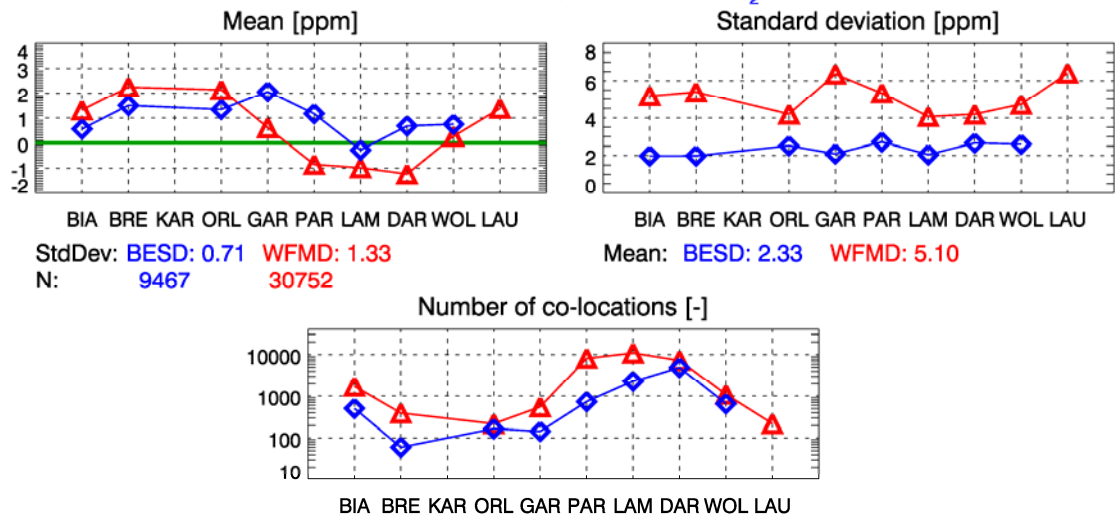 2
Mean [ppm]
Standard deviation [ppm]
4
3
2
1
0
-1
-2
BIA BRE KAR ORL GAR PAR LAM DAR WOL LAU
8
6
4
2
0
BIA BRE KAR ORL GAR PAR LAM DAR WOL LAU
StdDev: BESD: 0.71 WFMD: 1.33
N: 9467 30752
Mean: BESD: 2.33 WFMD: 5.10
Number of co-locations [-]
10000
1000
100
10
BIA BRE KAR ORL GAR PAR LAM DAR WOL LAU